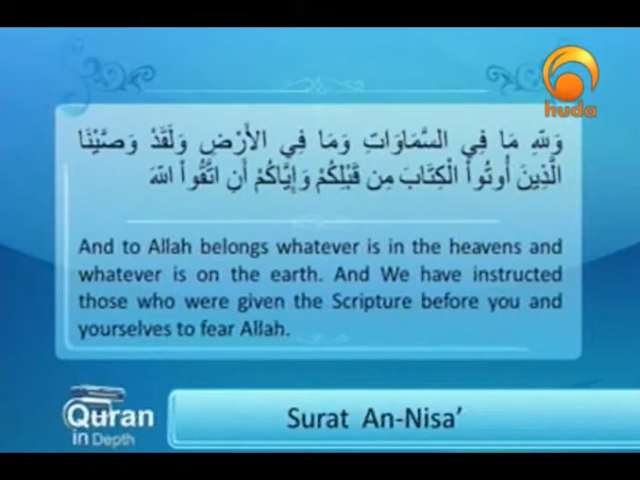 huda
وَلِلّهِ مَا فِي السَّمَاوَاتِ وَمَا فِي الأَرْضِ وَلَقَدْ وَصَّيْنَا
الَّذِينَ أُوتُواْ الْكِتَابَ مِن قَبْلِكُمْ وَإِيَّاكُمْ أَنِ اتَّقُواْ اللّهَ
And to Allah belongs whatever is in the heavens and
whatever is on the earth. And We have instructed
those who were given the Scripture before you and
yourselves to fear Allah.
Quran
in Depth
Surat An-Nisa’